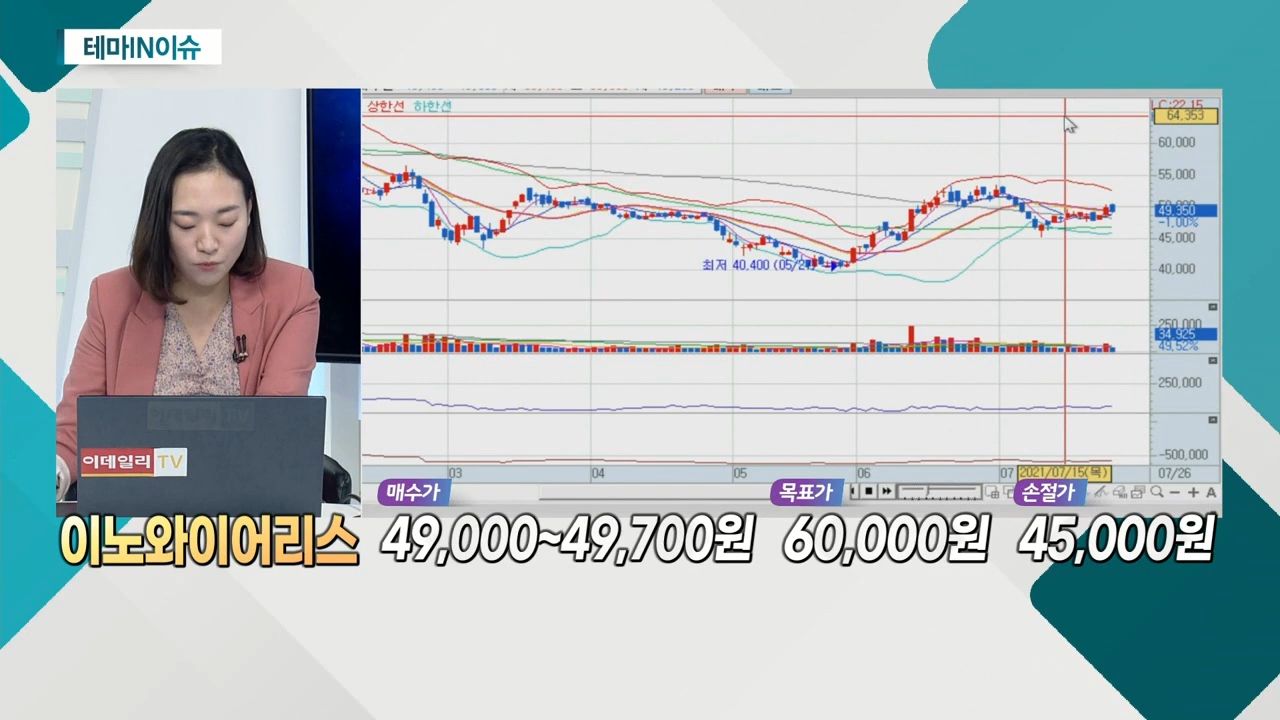 테마IN이슈
상한선 하한선
LC:22.15
64,353
60,000
55,000
50,000
49,350
-1.00%
45,000
최저 40,400 (05/2
40,000
250,000
34,925
49,52%
250,000
-500,000
03 04 05 06 07 2021/07/15(목) 07/26
이데일리 TV
매수가 목표가 손절가
이노와이어리스 49,000~49,700원 60,000원 45,000원